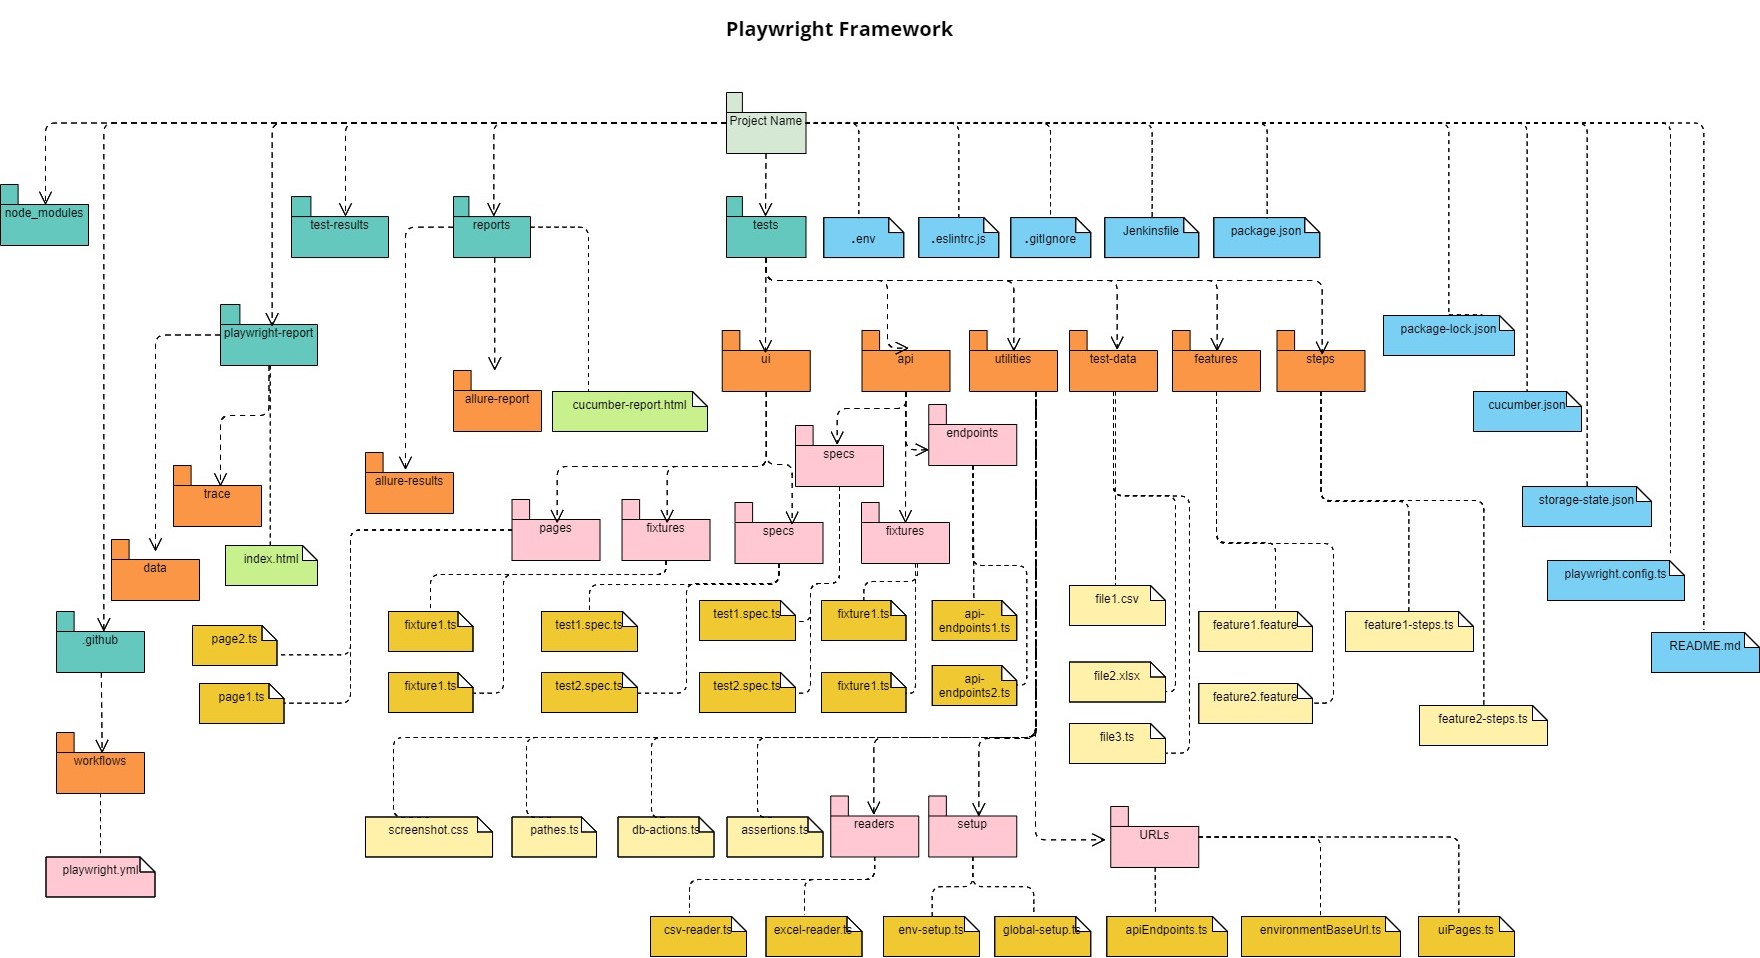 Playwright Framework
Project Name
node_modules
test-results
reports
tests
.env
.eslintrc.js
.gitIgnore
Jenkinsfile
package.json
playwright-report
ui
api
utilities
test-data
features
steps
package-lock.json
allure-report
cucumber-report.html
endpoints
cucumber.json
specs
allure-results
trace
storage-state.json
pages
fixtures
specs
fixtures
index.html
data
playwright.config.ts
file1.csv
api-
endpoints1.ts
test1.spec.ts
fixture1.ts
.github
page2.ts
fixture1.ts
test1.spec.ts
feature1.feature
feature1-steps.ts
README.md
file2.xlsx
page1.ts
fixture1.ts
test2.spec.ts
test2.spec.ts
fixture1.ts
api-
endpoints2.ts
feature2.feature
feature2-steps.ts
file3.ts
workflows
screenshot.css
pathes.ts
db-actions.ts
assertions.ts
readers
setup
URLs
playwright.yml
csv-reader.ts
excel-reader.ts
env-setup.ts
global-setup.ts
apiEndpoints.ts
environmentBaseUrl.ts
uiPages.ts